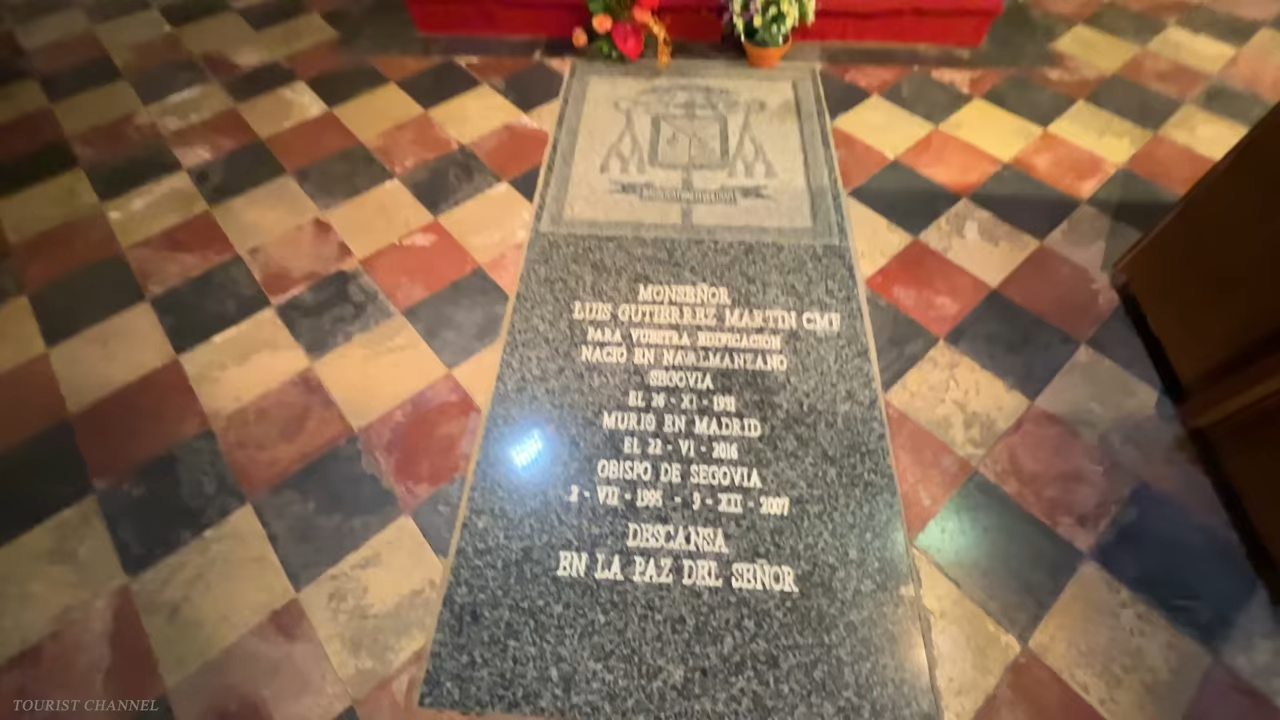 MONSEÑOR
LUIS GUTIERREZ MARTIN CMF
PARA VUESTRA EDIFICACION
NACIO EN NAVALMANZANO
SEGOVIA
EL 26 - XI - 1931
MURIO EN MADRID
EL 22 - VI - 2016
OBISPO DE SEGOVIA
2 - VII - 1995 - 9 - XII - 2007
DESCANSA
EN LA PAZ DEL SEÑOR
TOURIST CHANNEL